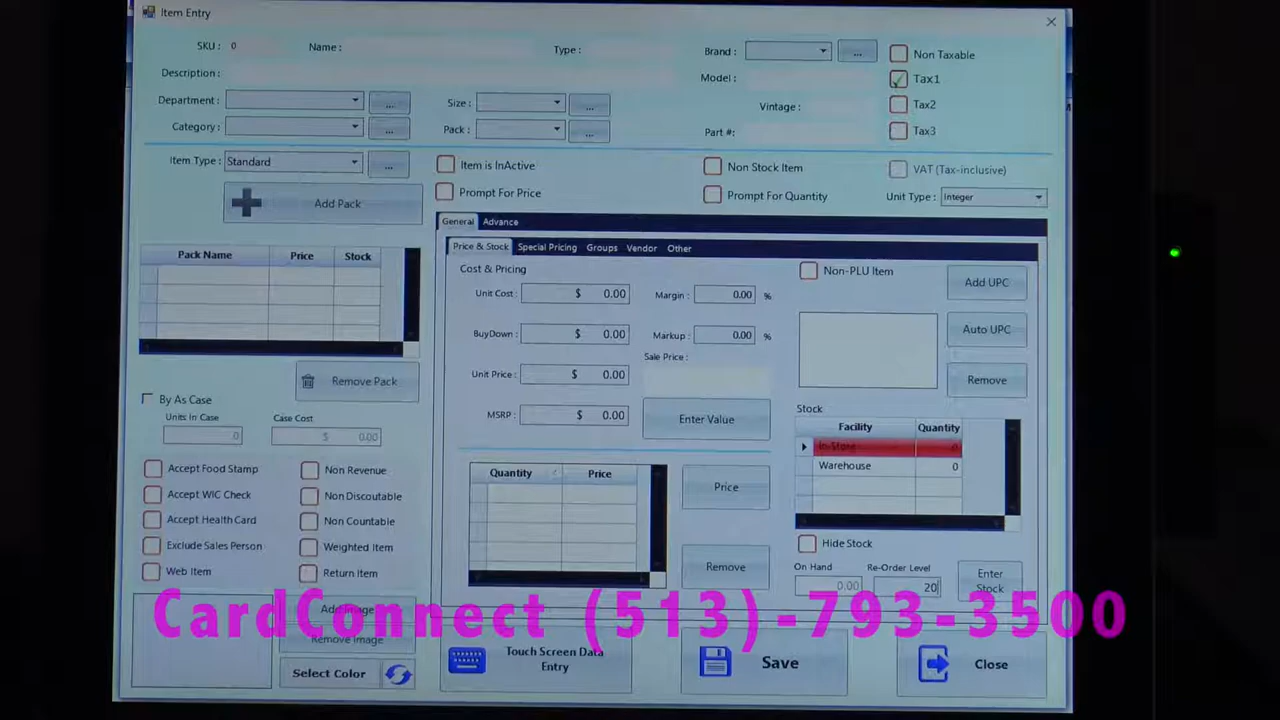 Item Entry
SKU : 0 Name : Type : Brand : ... Non Taxable
Description : Model : Tax1
Department : ... Size : ... Vintage : Tax2
Category : ... Pack : ... Part #: Tax3
Item Type : Standard ... Item is InActive Non Stock Item VAT (Tax-inclusive)
Prompt For Price Prompt For Quantity Unit Type : Integer
Add Pack
General Advance
Price & Stock Special Pricing Groups Vendor Other
Pack Name Price Stock
Cost & Pricing Non-PLU Item Add UPC
Unit Cost : $ 0.00 Margin : 0.00 %
BuyDown : $ 0.00 Markup : 0.00 % Auto UPC
Sale Price :
Unit Price : $ 0.00 Remove
Remove Pack
MSRP : $ 0.00 Enter Value
By As Case
Units In Case Case Cost
0 $ 0.00
Stock
Facility Quantity
In-Store 0
Warehouse 0
Quantity Price Price
Remove
Accept Food Stamp Non Revenue
Accept WIC Check Non Discoutable
Accept Health Card Non Countable
Exclude Sales Person Weighted Item
Web Item Return Item
Hide Stock
On Hand Re-Order Level Enter Stock
0.00 20
Add Image
CardConnect (513)-793-3500
Remove Image
Select Color
Touch Screen Data Entry
Save
Close